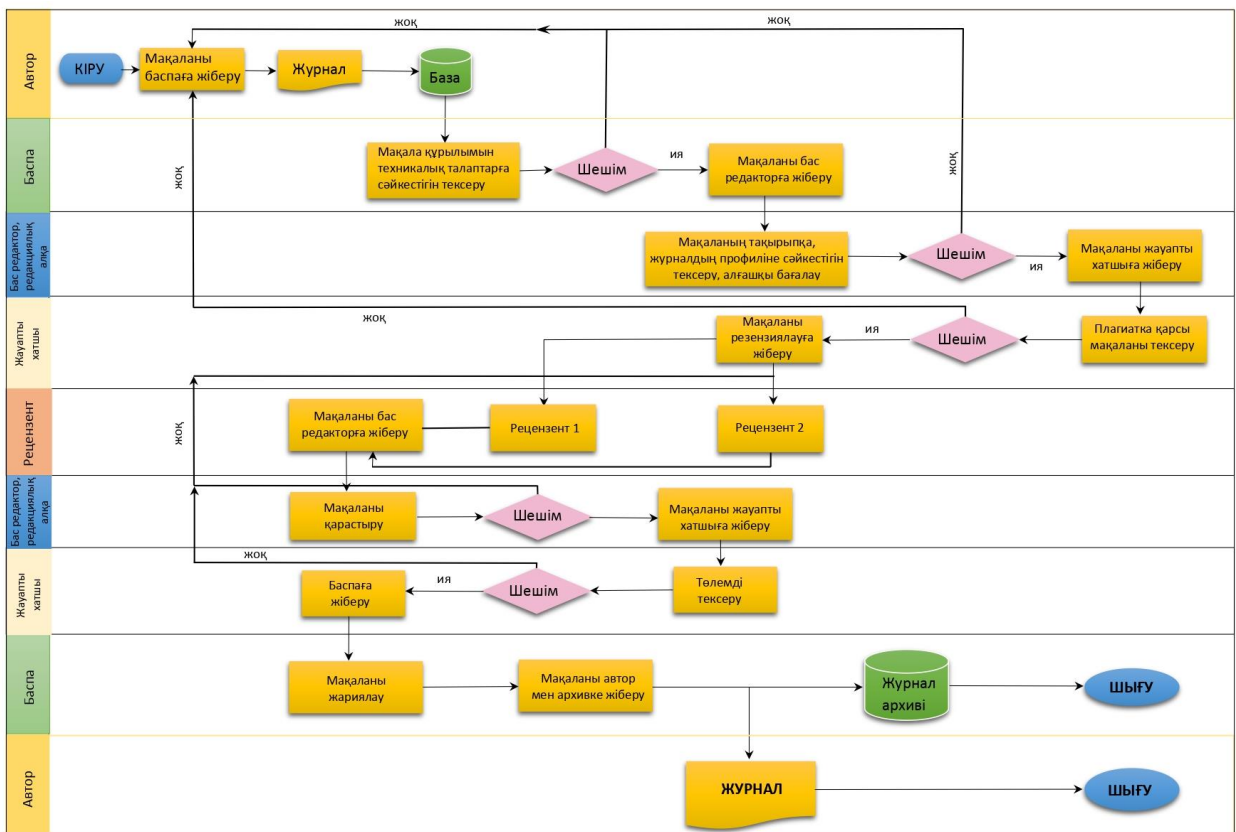 жоқ
жоқ
Автор
КІРУ
Мақаланы
баспаға жіберу
Журнал
База
Баспа
жоқ
Мақала құрылымын
техникалық талаптарға
сәйкестігін тексеру
Шешім
ия
Мақаланы бас
редакторға жіберу
жоқ
Бас редактор,
редакциялық
алқа
Мақаланың тақырыпқа,
журналдың профиліне сәйкестігін
тексеру, алғашқы бағалау
Шешім
ия
Мақаланы жауапты
хатшыға жіберу
Жауапты
хатшы
жоқ
Мақаланы
резензиялауға
жіберу
ия
Шешім
Плагиатка қарсы
мақаланы тексеру
Рецензент
жоқ
Мақаланы бас
редакторға жіберу
Рецензент 1
Рецензент 2
Бас редактор,
редакциялық
алқа
Мақаланы
қарастыру
Шешім
Мақаланы жауапты
хатшыға жіберу
Жауапты
хатшы
жоқ
Баспаға
жіберу
ия
Шешім
Төлемді
тексеру
Баспа
Мақаланы
жариялау
Мақаланы автор
мен архивке жіберу
Журнал
архиві
ШЫҒУ
Автор
ЖУРНАЛ
ШЫҒУ